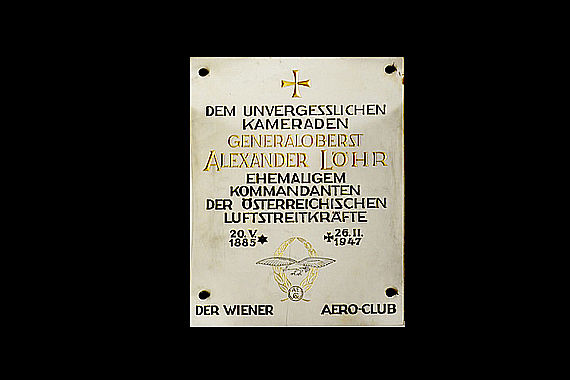 DEM UNVERGESSLICHEN
KAMERADEN
GENERALOBERST
ALEXANDER LÖHR
EHEMALIGEM
KOMMANDANTEN
DER ÖSTERREICHISCHEN
LUFTSTREITKRÄFTE
20.V. 26.II.
1885 1947
DER WIENER AERO-CLUB